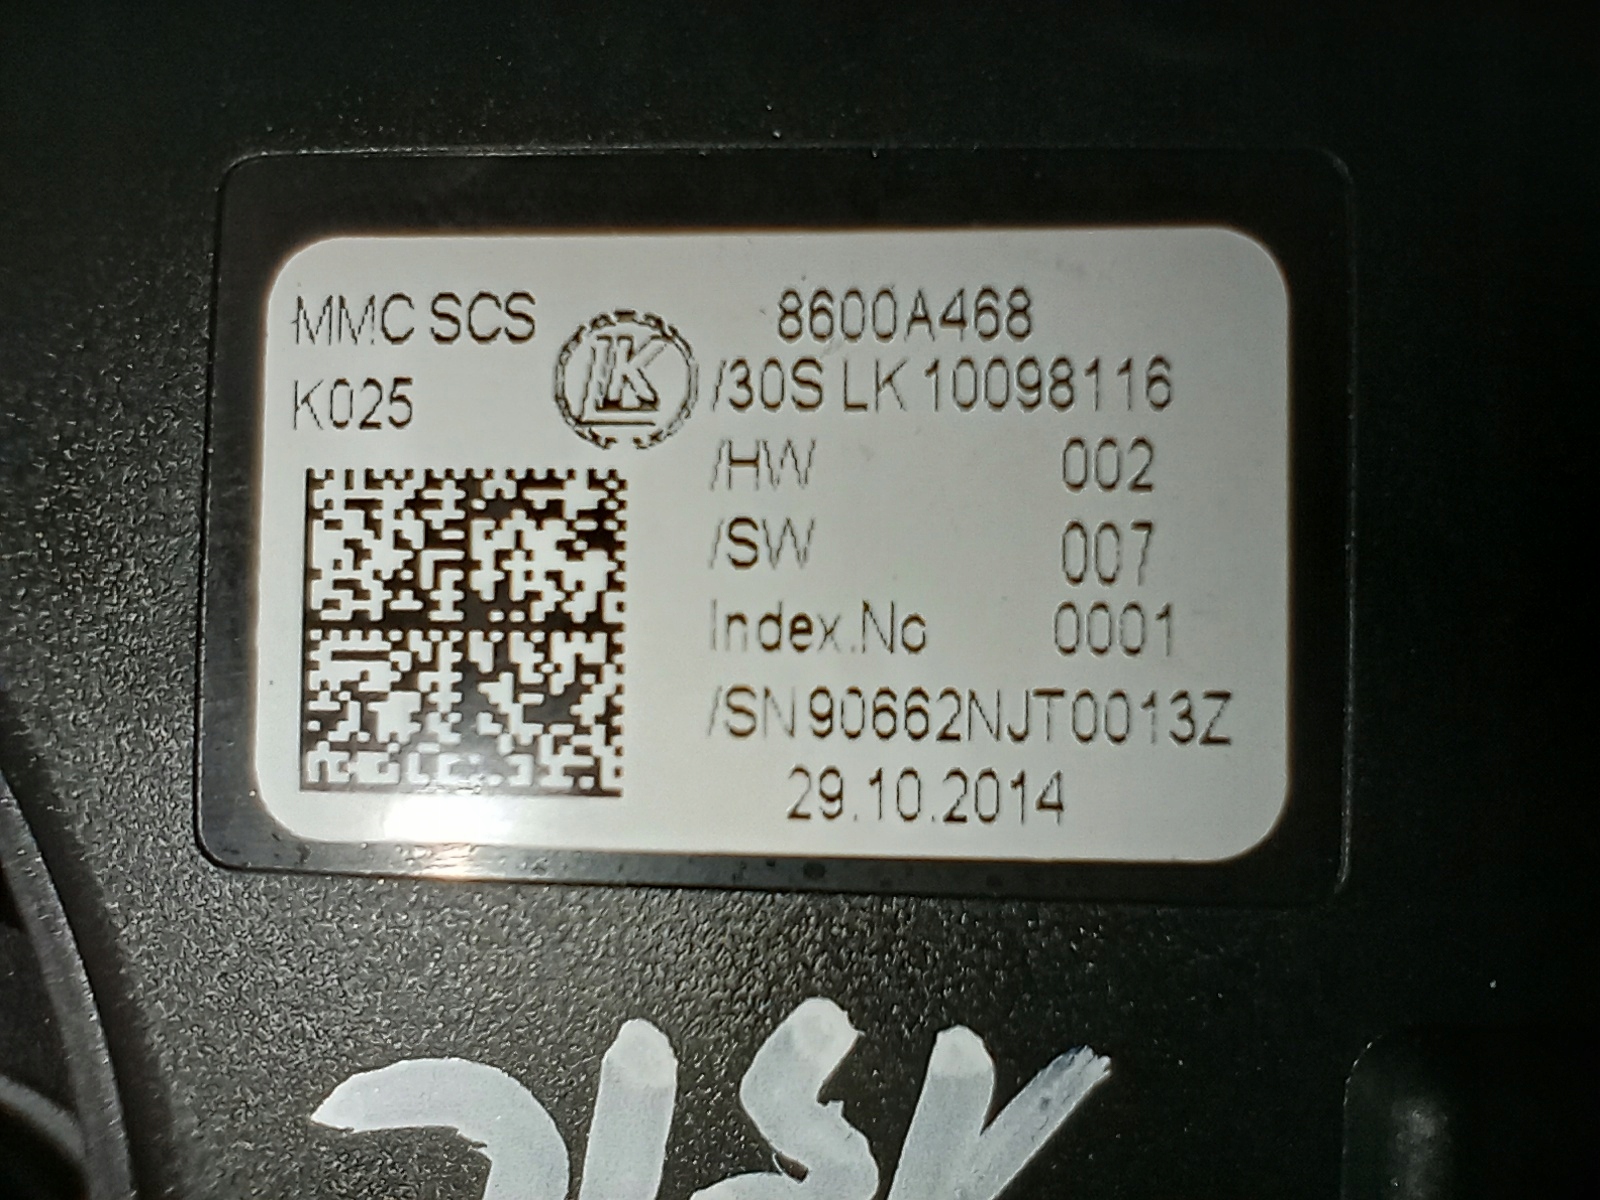 MMC SCS
K025
LK
8600A468
/30S LK 10098116
/HW 002
/SW 007
Index.No 0001
/SN 90662NJT0013Z
29.10.2014